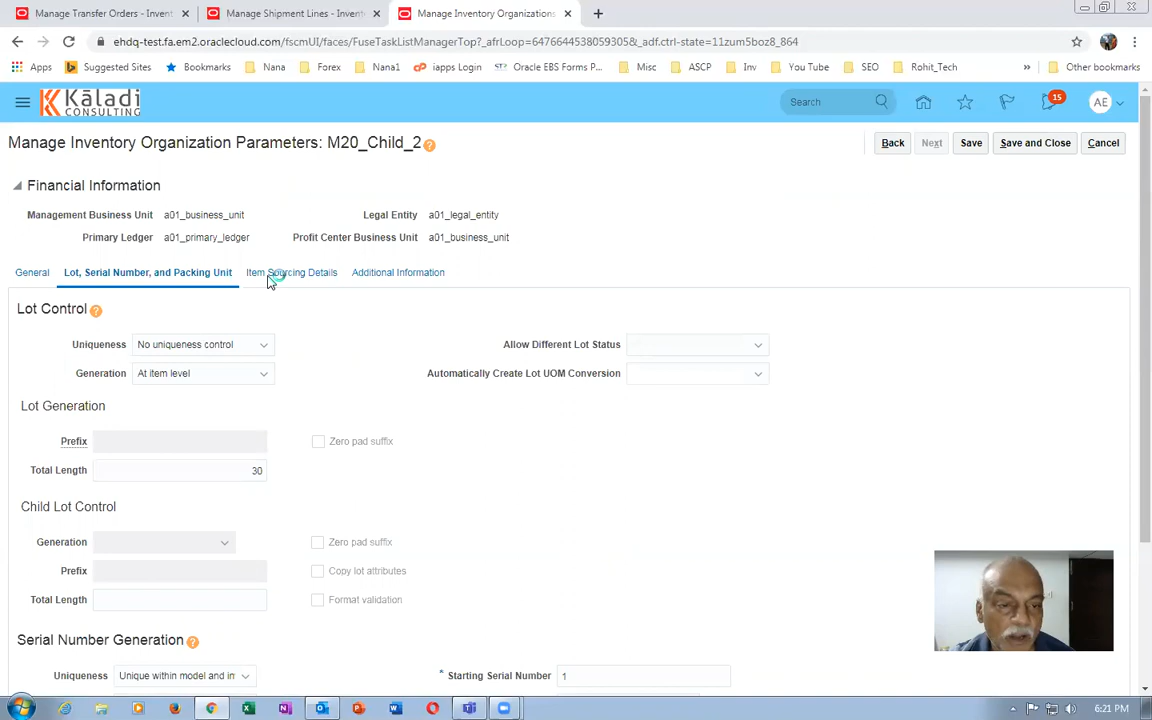 Manage Transfer Orders - Invent
Manage Shipment Lines - Invent
Manage Inventory Organizations
ehdq-test.fa.em2.oraclecloud.com/fscmUI/faces/FuseTaskListManagerTop?_afrLoop=6476644538059305&_adf.ctrl-state=11zum5boz8_864
Apps Suggested Sites Bookmarks Nana Forex Nana1 iapps Login Oracle EBS Forms P... Misc ASCP Inv You Tube SEO Rohit_Tech » Other bookmarks
Kaladi
CONSULTING
Search
15
AE
Manage Inventory Organization Parameters: M20_Child_2
Back Next Save Save and Close Cancel
Financial Information
Management Business Unit a01_business_unit Legal Entity a01_legal_entity
Primary Ledger a01_primary_ledger Profit Center Business Unit a01_business_unit
General Lot, Serial Number, and Packing Unit Item Sourcing Details Additional Information
Lot Control
Uniqueness No uniqueness control Allow Different Lot Status
Generation At item level Automatically Create Lot UOM Conversion
Lot Generation
Prefix Zero pad suffix
Total Length 30
Child Lot Control
Generation Zero pad suffix
Prefix Copy lot attributes
Total Length Format validation
Serial Number Generation
Uniqueness Unique within model and in * Starting Serial Number 1
6:21 PM